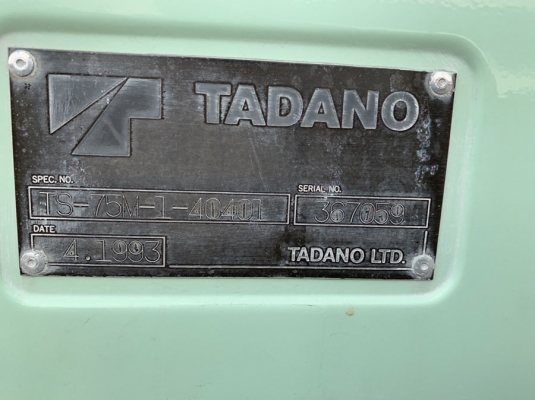 TADANO
SPEC. NO. SERIAL NO.
TS-75M-1-40401 367059
DATE
4.1993 TADANO LTD.